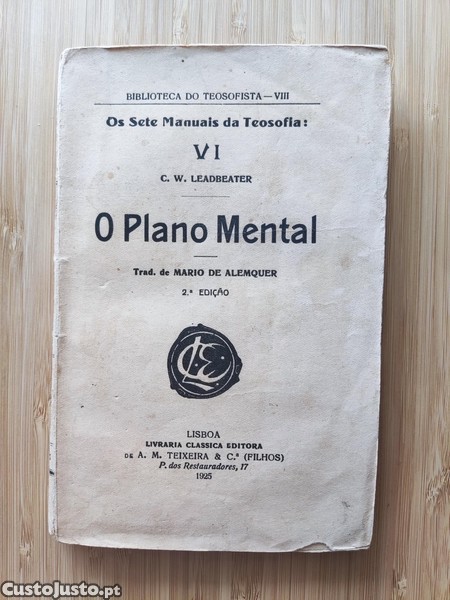 BIBLIOTECA DO TEOSOFISTA—VIII
Os Sete Manuais da Teosofia:
VI
C. W. LEADBEATER
O Plano Mental
Trad. de MARIO DE ALEMQUER
2.ª EDIÇÃO
LCE
LISBOA
LIVRARIA CLASSICA EDITORA
DE A. M. TEIXEIRA & C.ª (FILHOS)
P. dos Restauradores, 17
1925
CustoJusto.pt